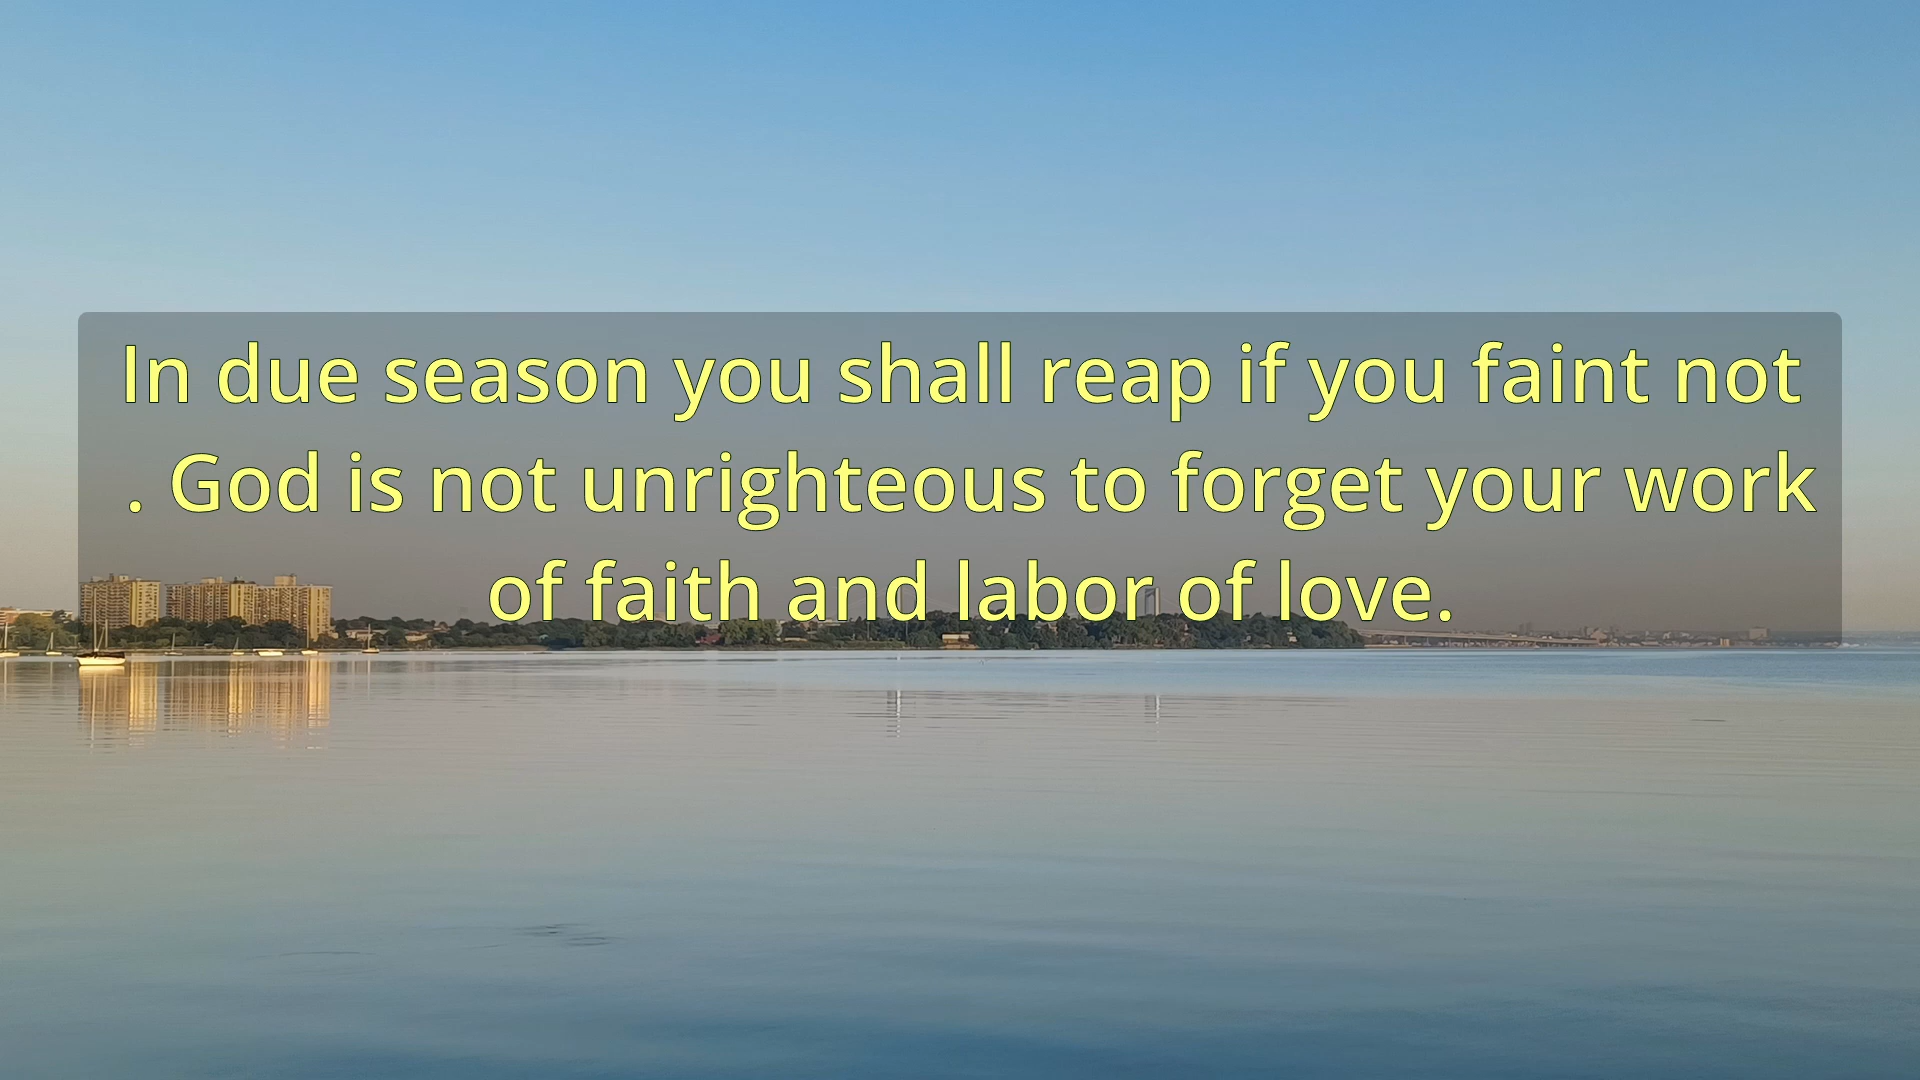 In due season you shall reap if you faint not
. God is not unrighteous to forget your work
of faith and labor of love.